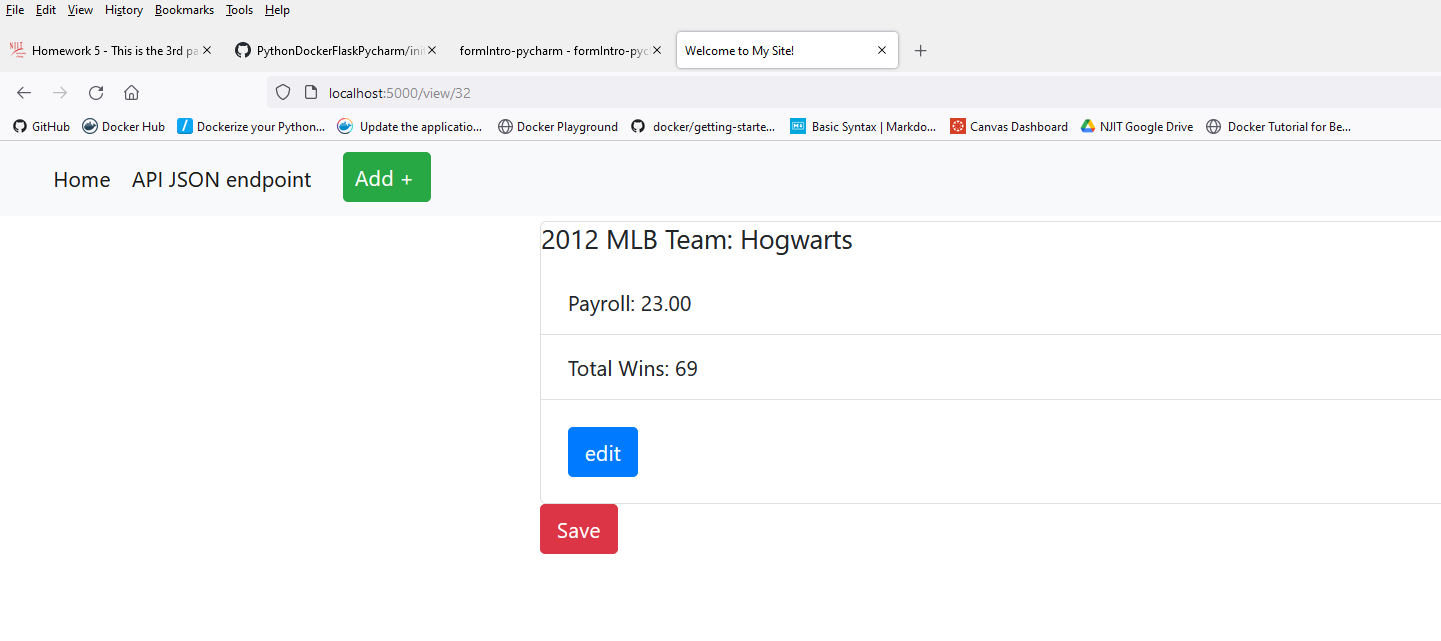 File Edit View History Bookmarks Tools Help
Homework 5 - This is the 3rd pa PythonDockerFlaskPycharm/init formIntro-pycharm - formIntro-pyc Welcome to My Site!
localhost:5000/view/32
GitHub Docker Hub Dockerize your Python... Update the applicatio... Docker Playground docker/getting-starte... Basic Syntax | Markdo... Canvas Dashboard NJIT Google Drive Docker Tutorial for Be...
Home API JSON endpoint Add +
2012 MLB Team: Hogwarts
Payroll: 23.00
Total Wins: 69
edit
Save